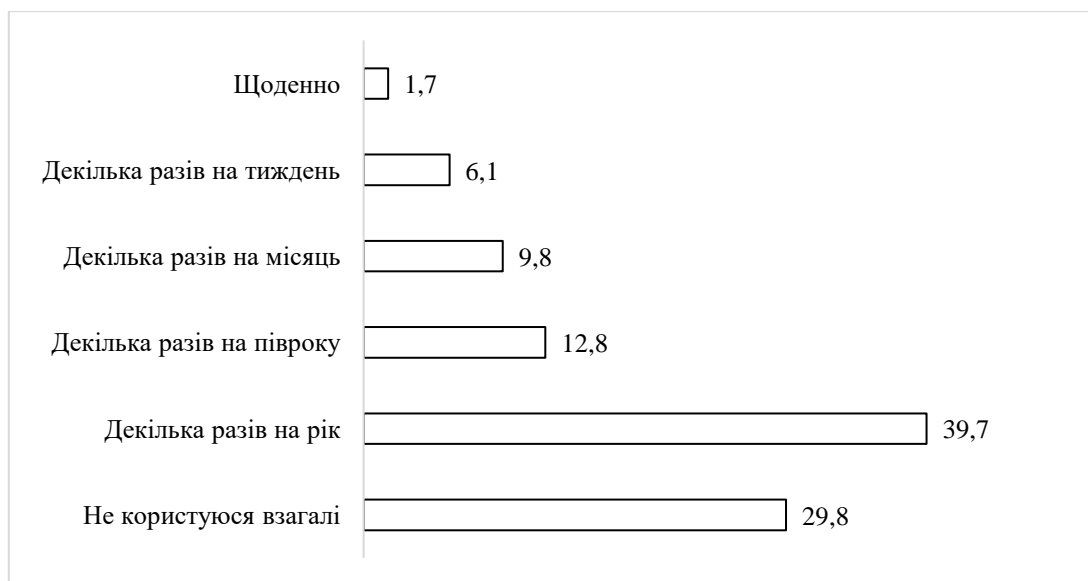 Щоденно 1,7
Декілька разів на тиждень 6,1
Декілька разів на місяць 9,8
Декілька разів на півроку 12,8
Декілька разів на рік 39,7
Не користуюся взагалі 29,8